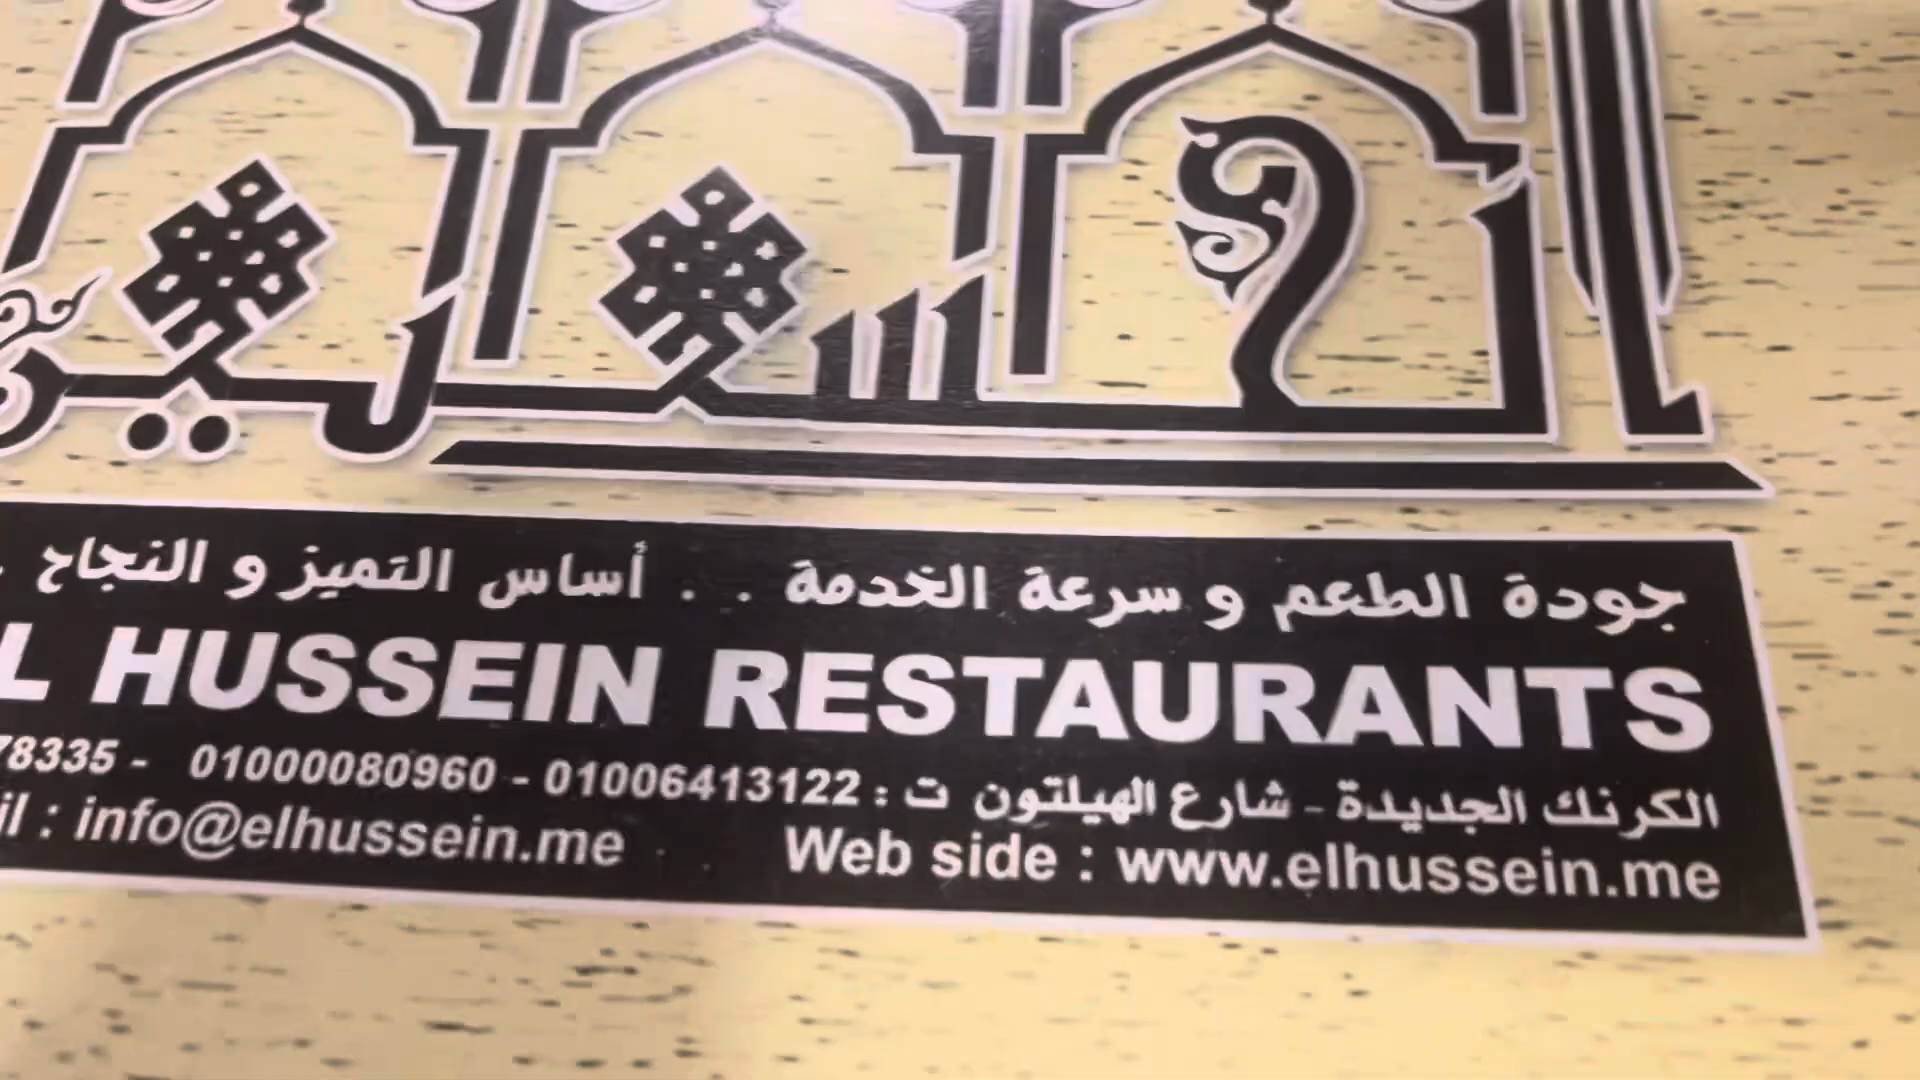 جودة الطعم و سرعة الخدمة . . أساس التميز و النجاح .
L HUSSEIN RESTAURANTS
الكرنك الجديدة - شارع الهيلتون ت : 01006413122 - 01000080960 - 78335
Web side : www.elhussein.me il : info@elhussein.me